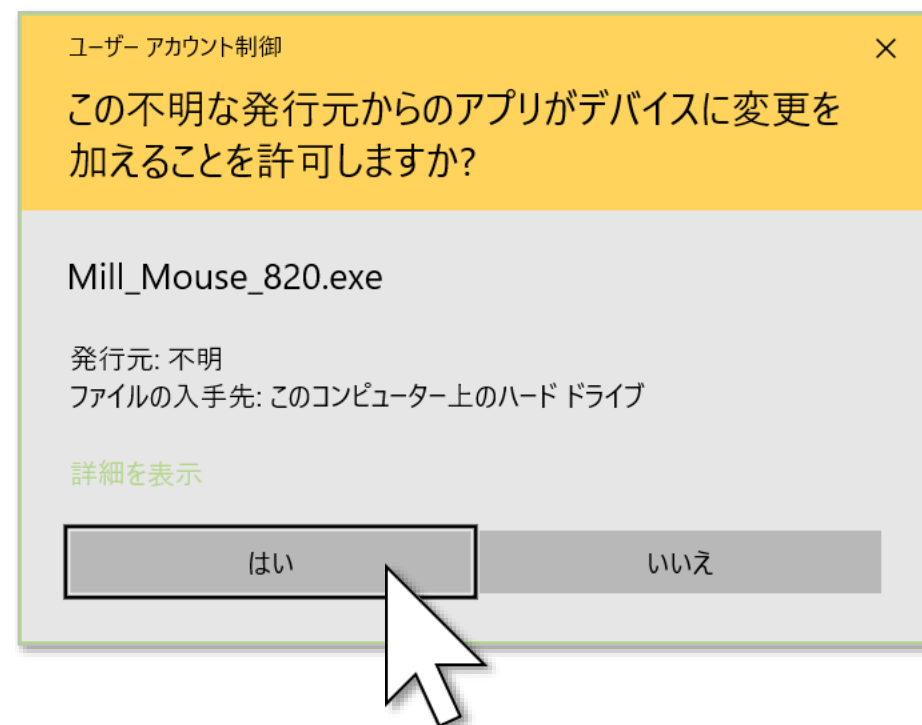 ユーザー アカウント制御
この不明な発行元からのアプリがデバイスに変更を
加えることを許可しますか?
Mill_Mouse_820.exe
発行元: 不明
ファイルの入手先: このコンピューター上のハード ドライブ
詳細を表示
はい
いいえ